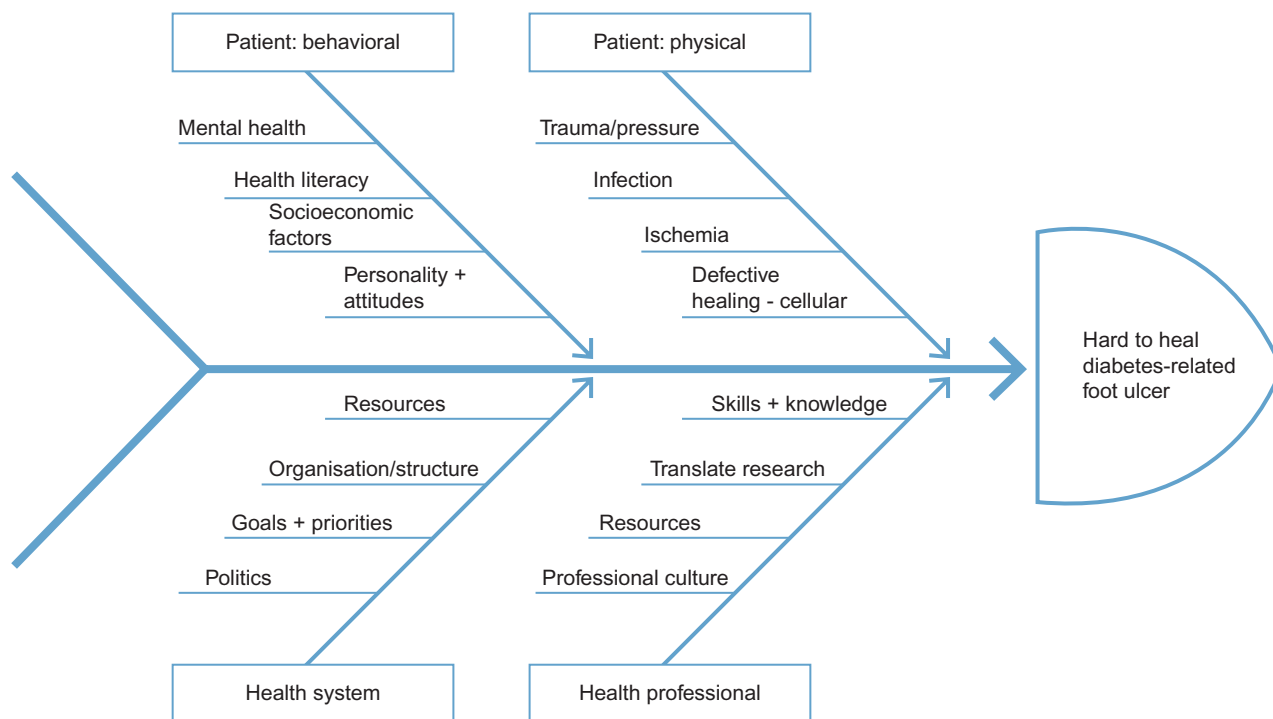 Patient: behavioral
Patient: physical
Mental health
Health literacy
Socioeconomic
factors
Personality +
attitudes
Trauma/pressure
Infection
Ischemia
Defective
healing - cellular
Hard to heal
diabetes-related
foot ulcer
Resources
Organisation/structure
Goals + priorities
Politics
Skills + knowledge
Translate research
Resources
Professional culture
Health system
Health professional